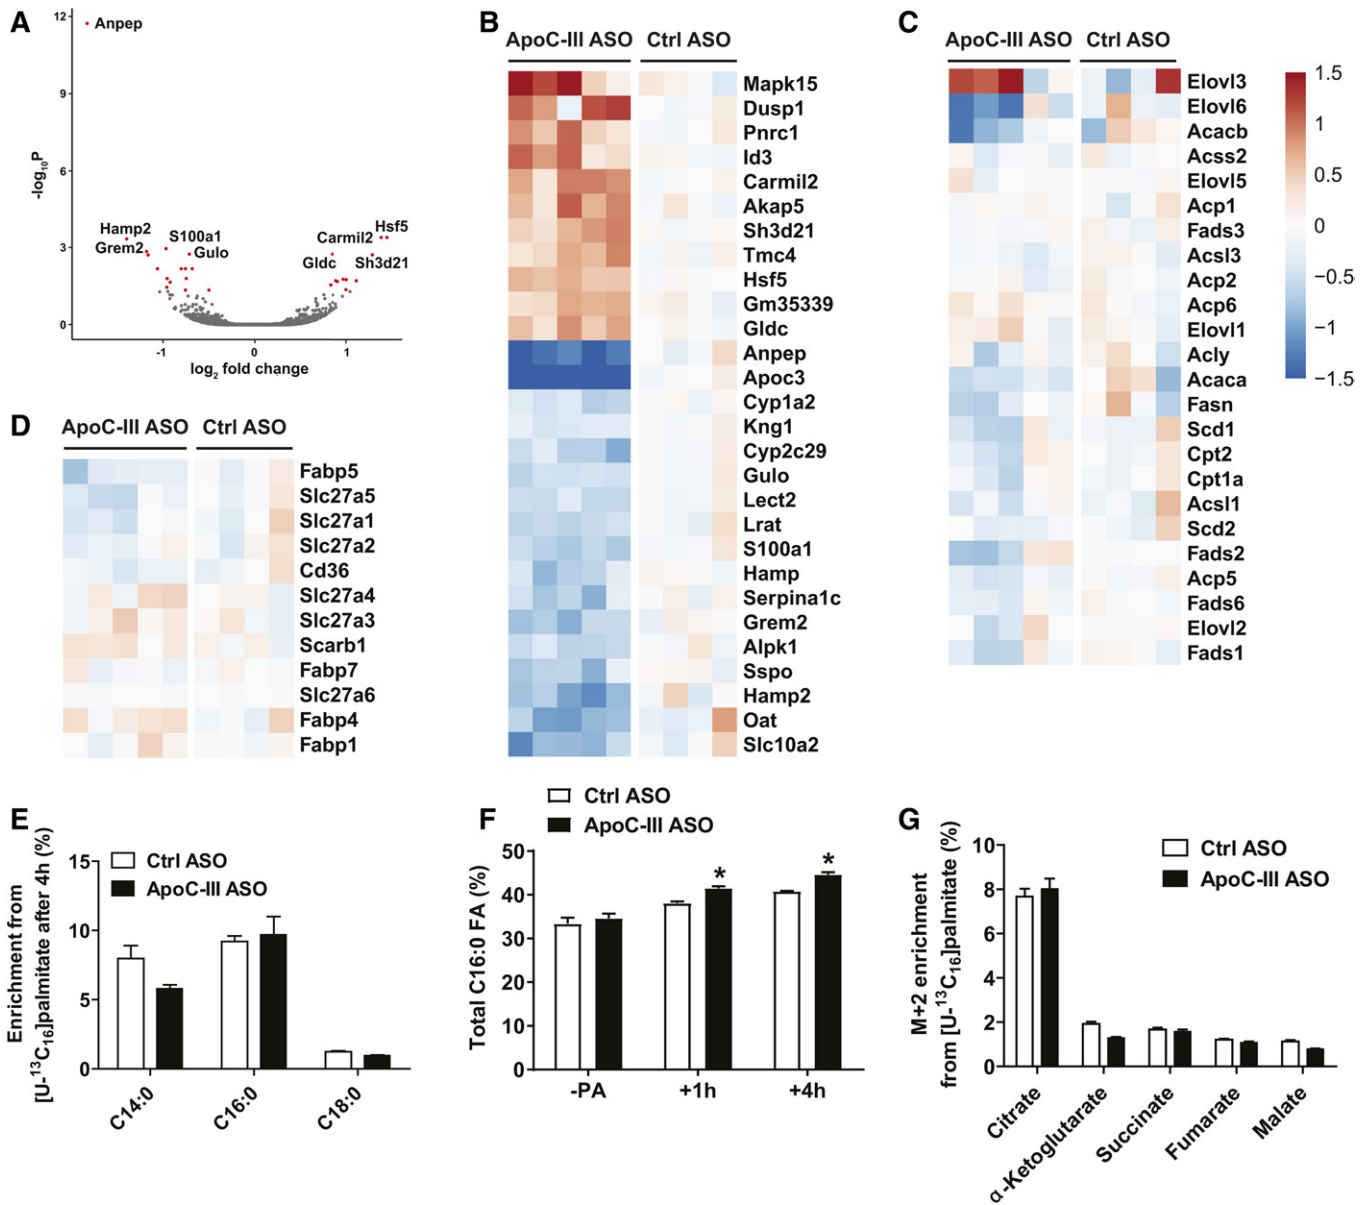 A
12
9
6
3
0
-log10P
Anpep
Hamp2
Grem2
S100a1
Gulo
Carmil2
Hsf5
Gldc
Sh3d21
-1
0
1
log2 fold change
B
ApoC-III ASO
Ctrl ASO
Mapk15
Dusp1
Pnrc1
Id3
Carmil2
Akap5
Sh3d21
Tmc4
Hsf5
Gm35339
Gldc
Anpep
Apoc3
Cyp1a2
Kng1
Cyp2c29
Gulo
Lect2
Lrat
S100a1
Hamp
Serpina1c
Grem2
Alpk1
Sspo
Hamp2
Oat
Slc10a2
C
ApoC-III ASO
Ctrl ASO
Elovl3
Elovl6
Acacb
Acss2
Elovl5
Acp1
Fads3
Acsl3
Acp2
Acp6
Elovl1
Acly
Acaca
Fasn
Scd1
Cpt2
Cpt1a
Acsl1
Scd2
Fads2
Acp5
Fads6
Elovl2
Fads1
1.5
1
0.5
0
−0.5
−1
−1.5
D
ApoC-III ASO
Ctrl ASO
Fabp5
Slc27a5
Slc27a1
Slc27a2
Cd36
Slc27a4
Slc27a3
Scarb1
Fabp7
Slc27a6
Fabp4
Fabp1
E
Enrichment from
[U-13C16]palmitate after 4h (%)
15
10
5
0
Ctrl ASO
ApoC-III ASO
C14:0
C16:0
C18:0
F
Ctrl ASO
ApoC-III ASO
Total C16:0 FA (%)
50
40
30
20
10
0
*
*
-PA
+1h
+4h
G
M+2 enrichment
from [U-13C16]palmitate (%)
10
8
6
4
2
0
Ctrl ASO
ApoC-III ASO
Citrate
α-Ketoglutarate
Succinate
Fumarate
Malate